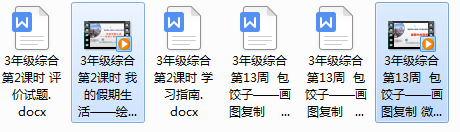 3年级综合
第2课时 评
价试题.
docx
3年级综合
第2课时 我
的假期生
活——绘...
3年级综合
第2课时 学
习指南.
docx
3年级综合
第13周  包
饺子——画
图复制 ...
3年级综合
第13周  包
饺子——画
图复制 ...
3年级综合
第13周  包
饺子——画
图复制 微...